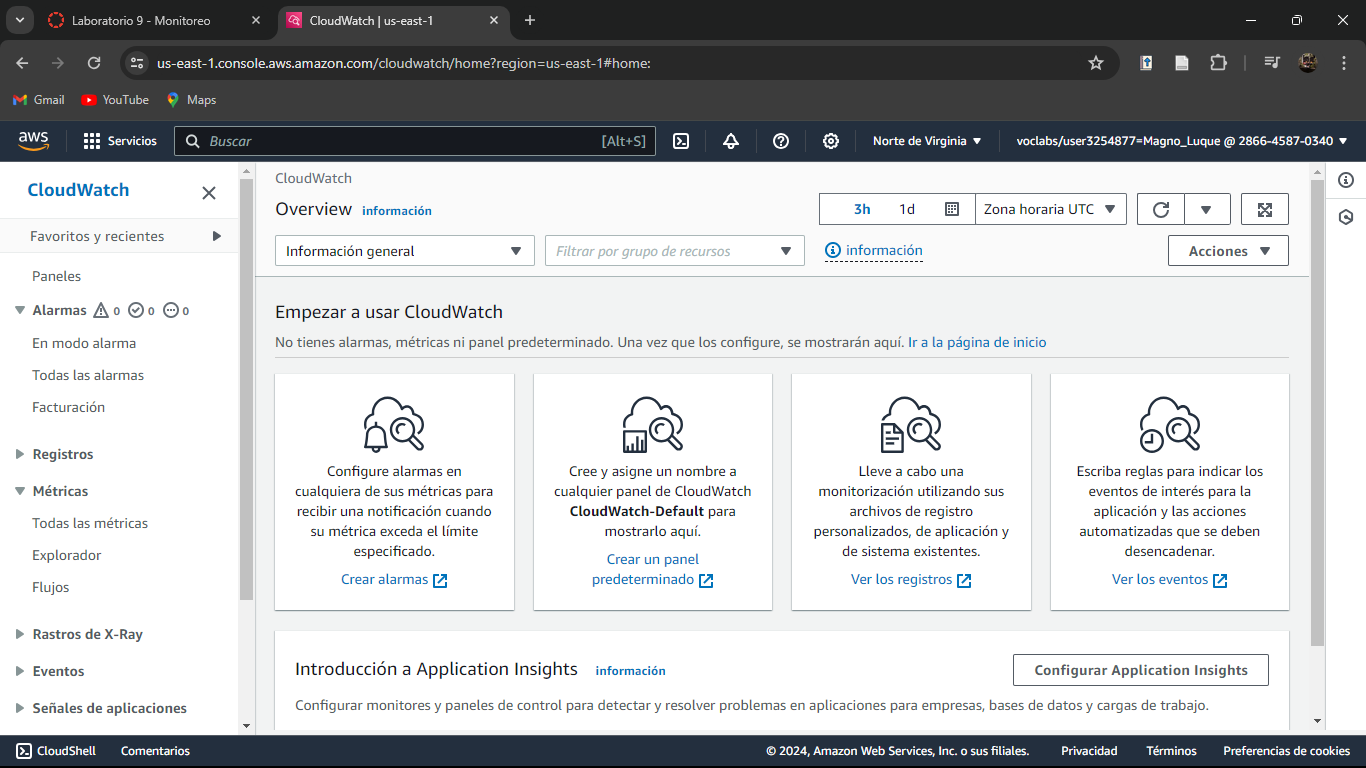 Laboratorio 9 - Monitoreo
CloudWatch | us-east-1
us-east-1.console.aws.amazon.com/cloudwatch/home?region=us-east-1#home:
Gmail
YouTube
Maps
aws
Servicios
Buscar
[Alt+S]
Norte de Virginia
voclabs/user3254877=Magno_Luque @ 2866-4587-0340
CloudWatch
Favoritos y recientes
Paneles
Alarmas 0 0 0
En modo alarma
Todas las alarmas
Facturación
Registros
Métricas
Todas las métricas
Explorador
Flujos
Rastros de X-Ray
Eventos
Señales de aplicaciones
CloudWatch
Overview información
3h 1d
Zona horaria UTC
Información general
Filtrar por grupo de recursos
información
Acciones
Empezar a usar CloudWatch
No tienes alarmas, métricas ni panel predeterminado. Una vez que los configure, se mostrarán aquí. Ir a la página de inicio
Configure alarmas en
cualquiera de sus métricas para
recibir una notificación cuando
su métrica exceda el límite
especificado.
Crear alarmas
Cree y asigne un nombre a
cualquier panel de CloudWatch
CloudWatch-Default para
mostrarlo aquí.
Crear un panel
predeterminado
Lleve a cabo una
monitorización utilizando sus
archivos de registro
personalizados, de aplicación y
de sistema existentes.
Ver los registros
Escriba reglas para indicar los
eventos de interés para la
aplicación y las acciones
automatizadas que se deben
desencadenar.
Ver los eventos
Introducción a Application Insights información
Configurar Application Insights
Configurar monitores y paneles de control para detectar y resolver problemas en aplicaciones para empresas, bases de datos y cargas de trabajo.
CloudShell
Comentarios
© 2024, Amazon Web Services, Inc. o sus filiales.
Privacidad
Términos
Preferencias de cookies